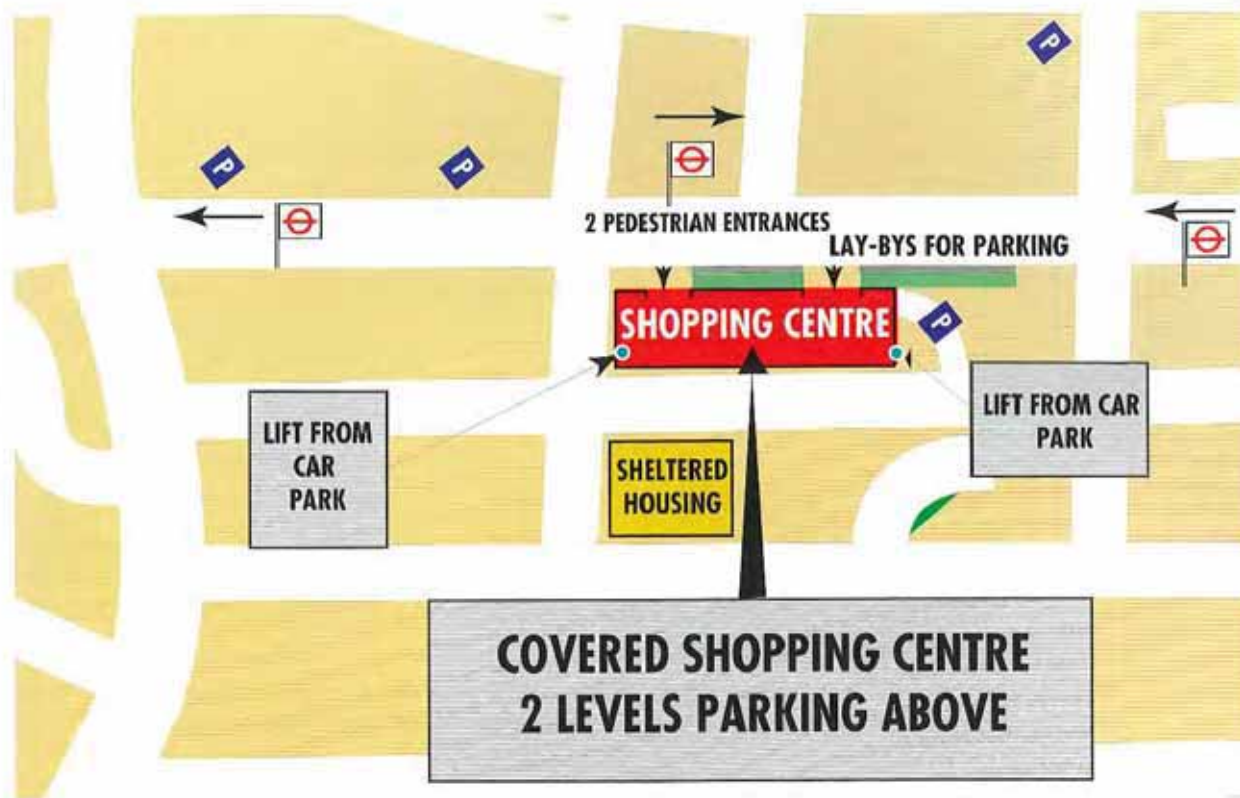 P
P
P
2 PEDESTRIAN ENTRANCES
LAY-BYS FOR PARKING
SHOPPING CENTRE
P
LIFT FROM
CAR
PARK
LIFT FROM CAR
PARK
SHELTERED
HOUSING
COVERED SHOPPING CENTRE
2 LEVELS PARKING ABOVE